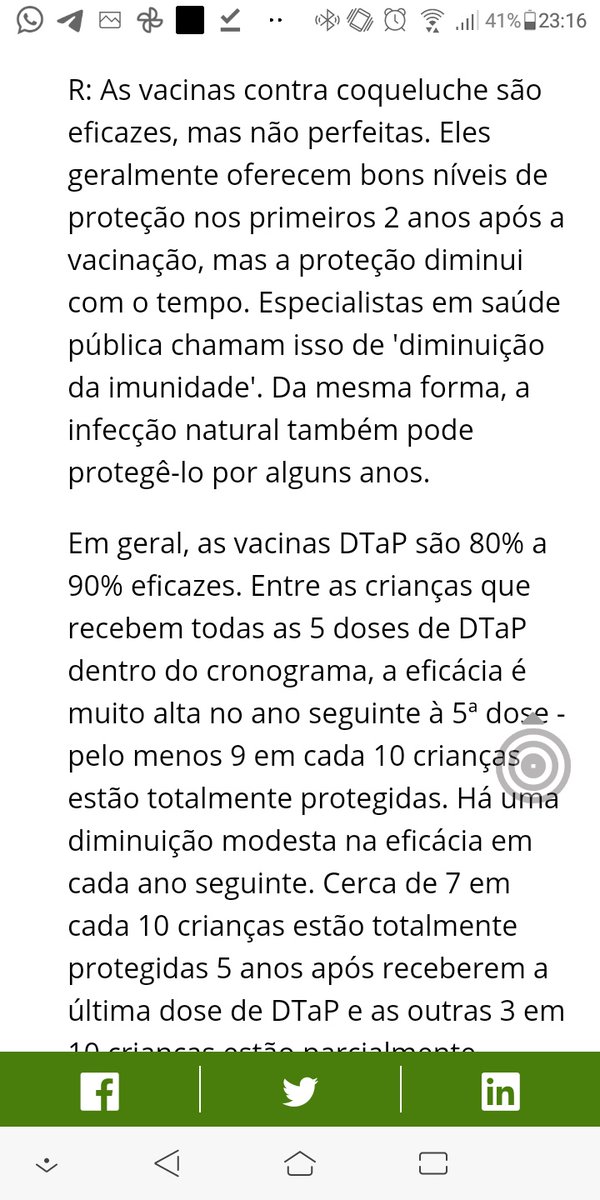 41% 23:16
R: As vacinas contra coqueluche são
eficazes, mas não perfeitas. Eles
geralmente oferecem bons níveis de
proteção nos primeiros 2 anos após a
vacinação, mas a proteção diminui
com o tempo. Especialistas em saúde
pública chamam isso de 'diminuição
da imunidade'. Da mesma forma, a
infecção natural também pode
protegê-lo por alguns anos.
Em geral, as vacinas DTaP são 80% a
90% eficazes. Entre as crianças que
recebem todas as 5 doses de DTaP
dentro do cronograma, a eficácia é
muito alta no ano seguinte à 5ª dose -
pelo menos 9 em cada 10 crianças
estão totalmente protegidas. Há uma
diminuição modesta na eficácia em
cada ano seguinte. Cerca de 7 em
cada 10 crianças estão totalmente
protegidas 5 anos após receberem a
última dose de DTaP e as outras 3 em
10 crianças estão parcialmente